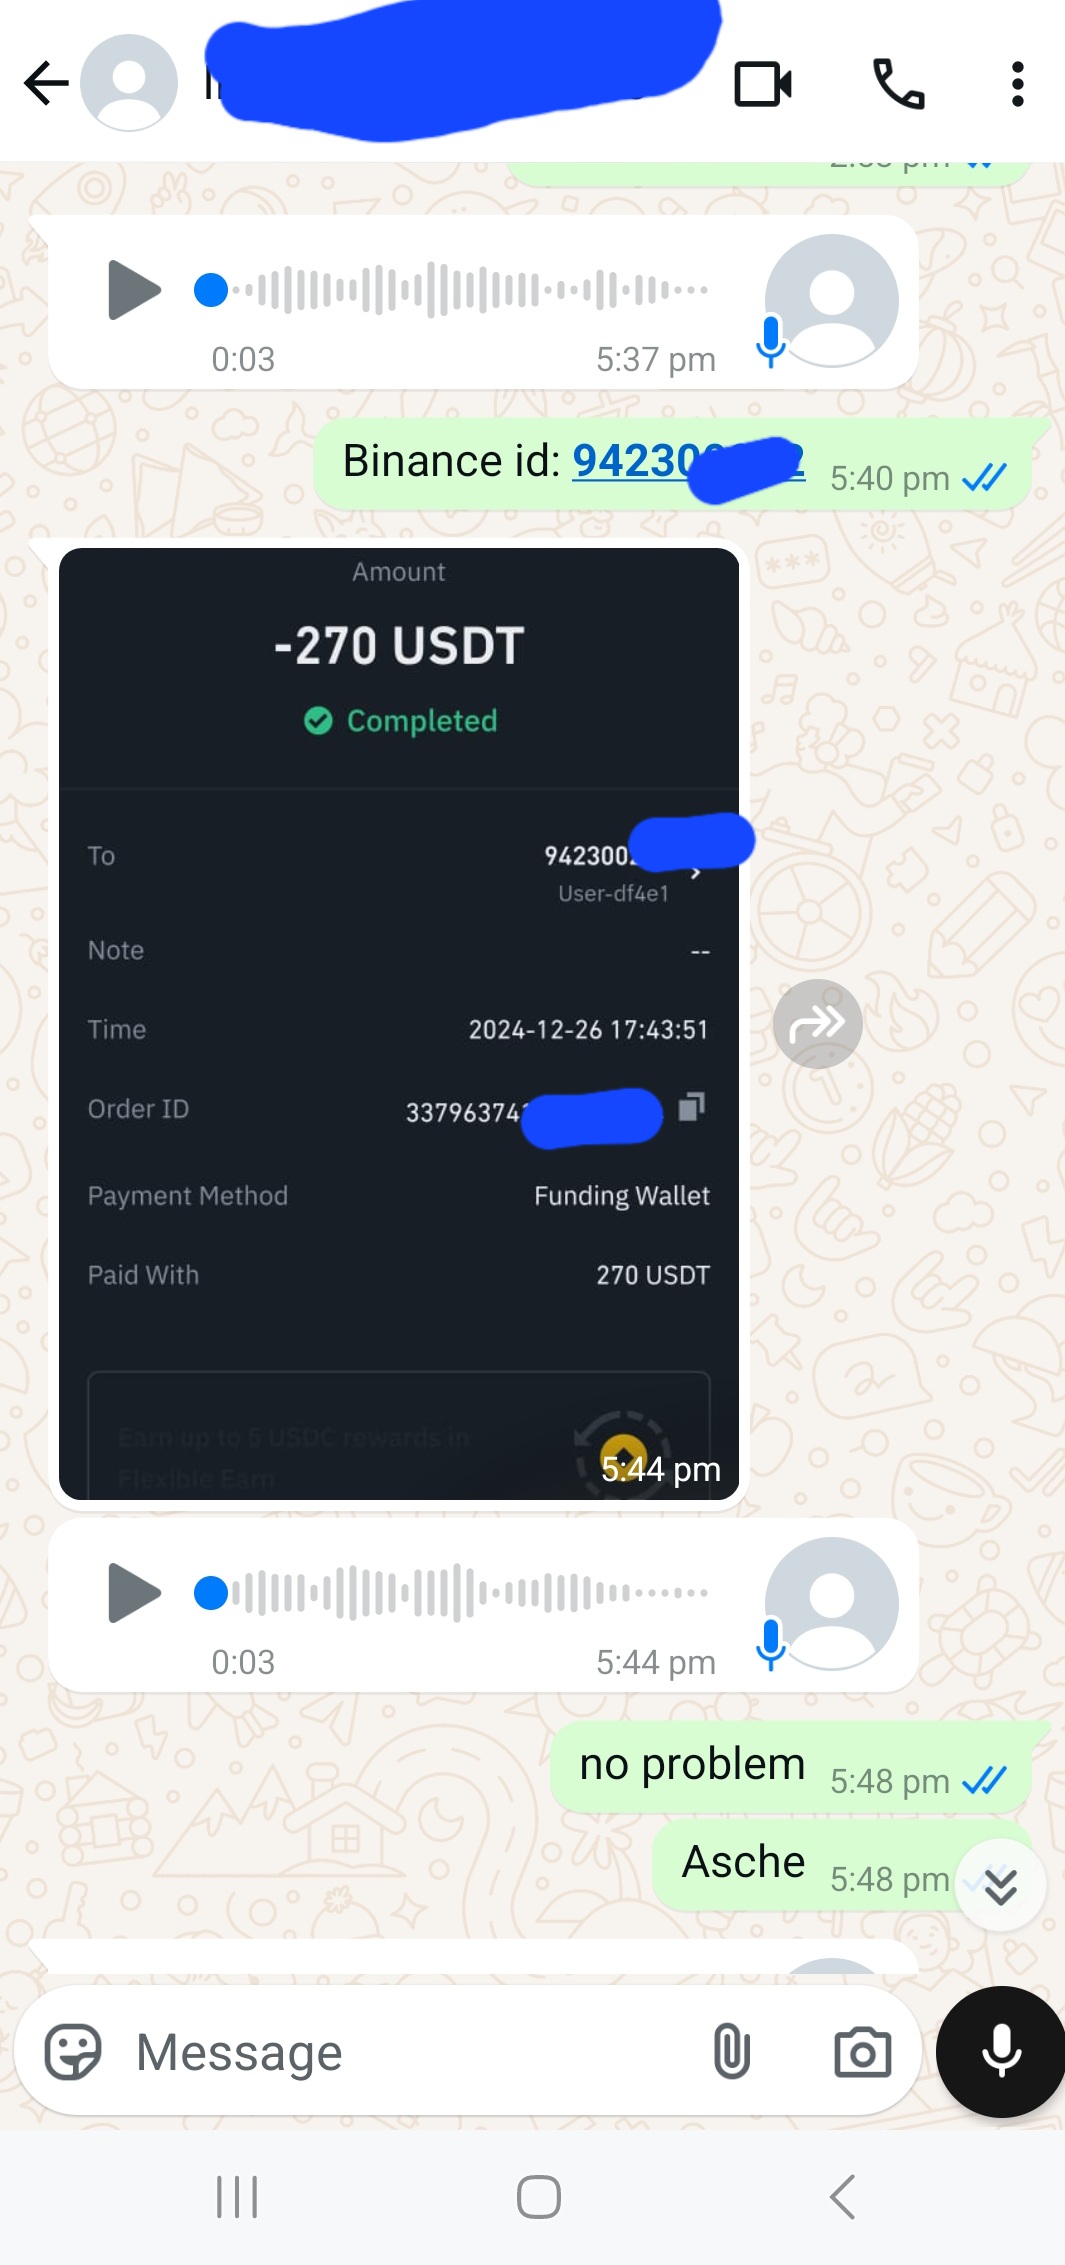 0:03 5:37 pm
Binance id: 94230 2 5:40 pm
Amount
-270 USDT
Completed
To 942300
User-df4e1
Note --
Time 2024-12-26 17:43:51
Order ID 33796374
Payment Method Funding Wallet
Paid With 270 USDT
Earn up to 5 USDC rewards in
Flexible Earn
5:44 pm
0:03 5:44 pm
no problem 5:48 pm
Asche 5:48 pm
Message